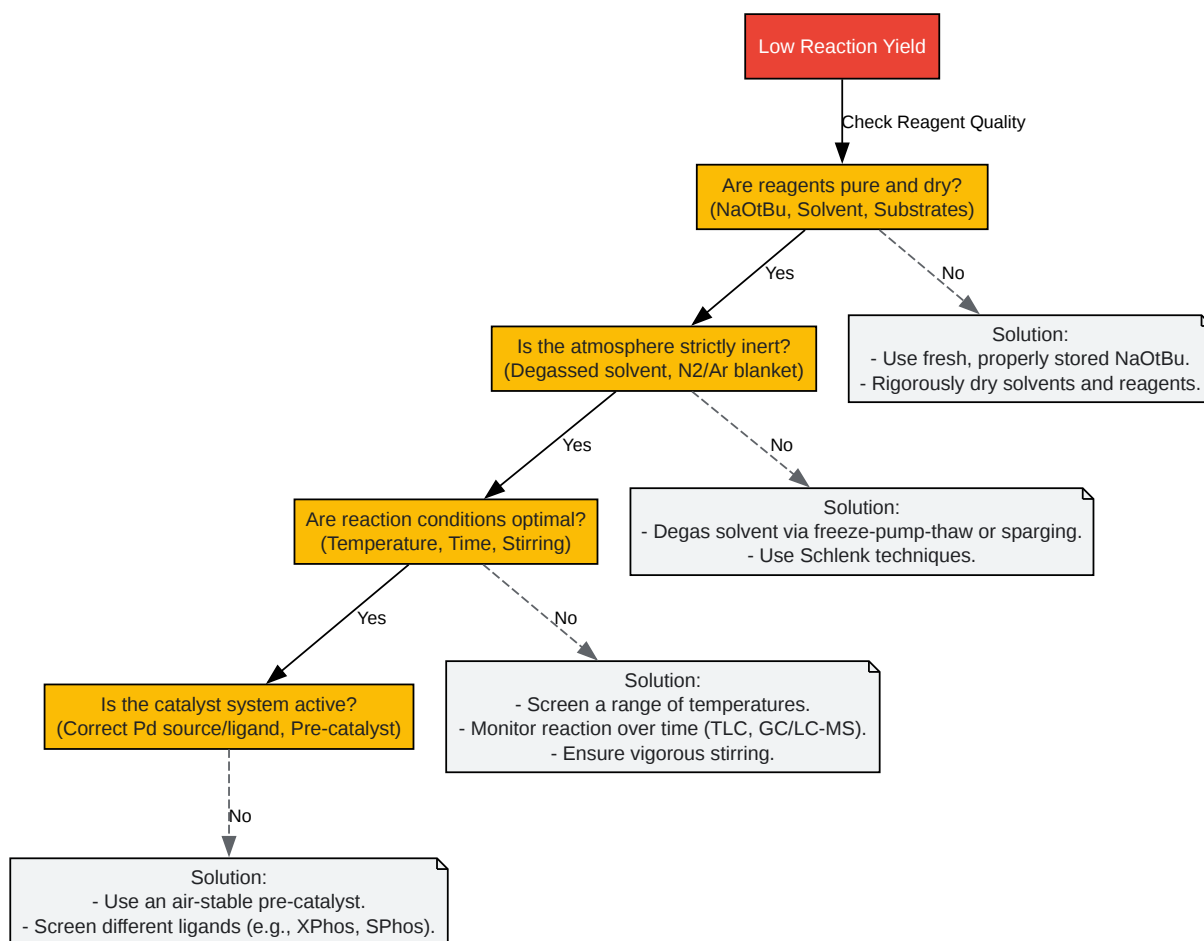 Low Reaction Yield
Check Reagent Quality
Are reagents pure and dry?
(NaOtBu, Solvent, Substrates)
Yes
No
Is the atmosphere strictly inert?
(Degassed solvent, N2/Ar blanket)
Solution:
- Use fresh, properly stored NaOtBu.
- Rigorously dry solvents and reagents.
Yes
No
Are reaction conditions optimal?
(Temperature, Time, Stirring)
Solution:
- Degas solvent via freeze-pump-thaw or sparging.
- Use Schlenk techniques.
Yes
No
Is the catalyst system active?
(Correct Pd source/ligand, Pre-catalyst)
Solution:
- Screen a range of temperatures.
- Monitor reaction over time (TLC, GC/LC-MS).
- Ensure vigorous stirring.
No
Solution:
- Use an air-stable pre-catalyst.
- Screen different ligands (e.g., XPhos, SPhos).